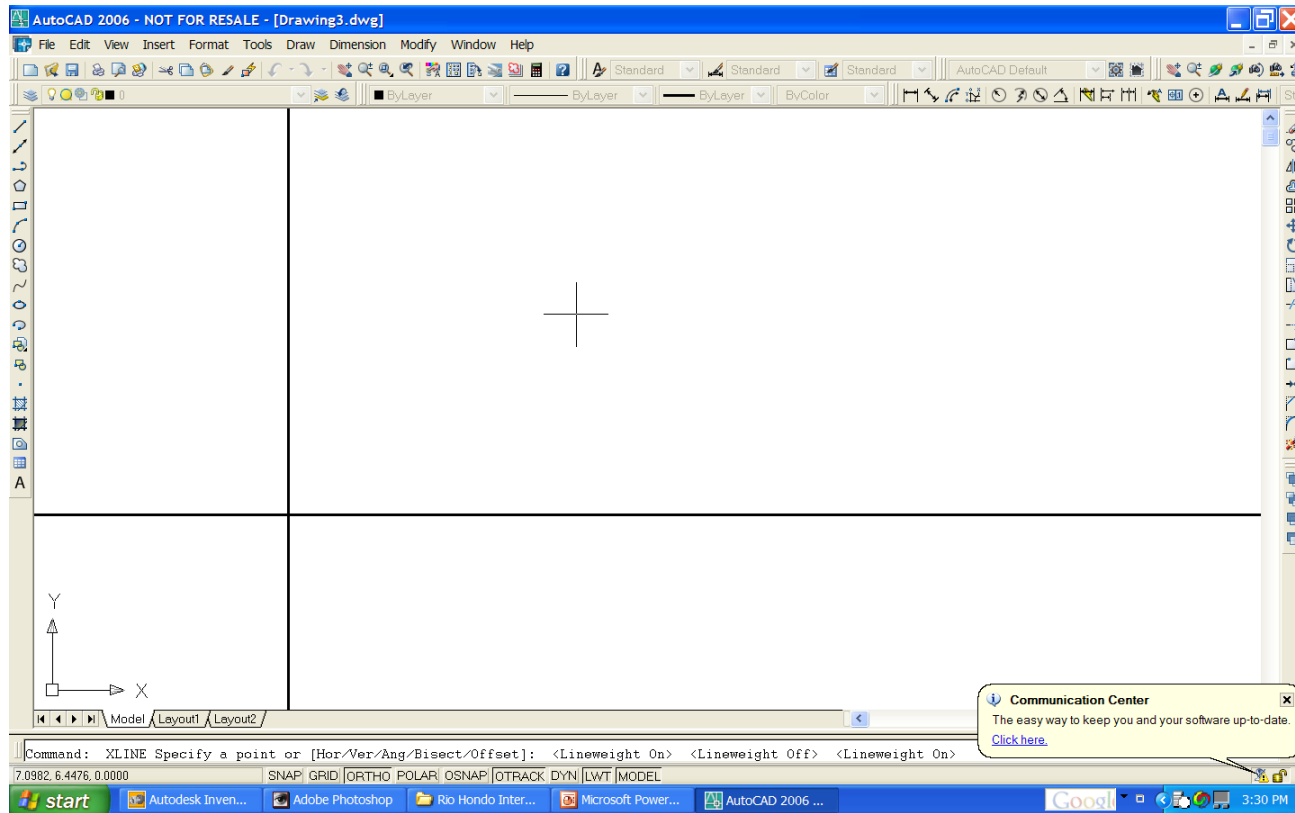 AutoCAD 2006 - NOT FOR RESALE - [Drawing3.dwg]
File Edit View Insert Format Tools Draw Dimension Modify Window Help
Standard Standard Standard AutoCAD Default
0 ByLayer ByLayer ByLayer ByColor St
A
Y
X
Model Layout1 Layout2
Communication Center
The easy way to keep you and your software up-to-date.
Click here.
Command: XLINE Specify a point or [Hor/Ver/Ang/Bisect/Offset]: <Lineweight On> <Lineweight Off> <Lineweight On>
7.0982, 6.4476, 0.0000 SNAP GRID ORTHO POLAR OSNAP OTRACK DYN LWT MODEL
start Autodesk Inven... Adobe Photoshop Rio Hondo Inter... Microsoft Power... AutoCAD 2006 ... Googl 3:30 PM